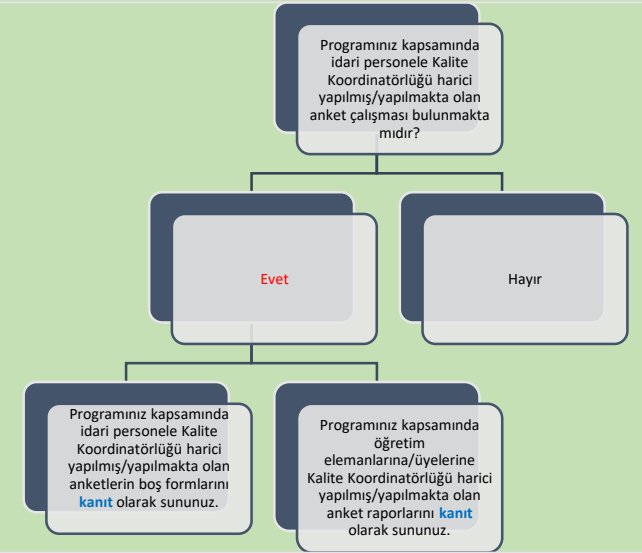 Programınız kapsamında
idari personele Kalite
Koordinatörlüğü harici
yapılmış/yapılmakta olan
anket çalışması bulunmakta
mıdır?
Evet
Hayır
Programınız kapsamında
idari personele Kalite
Koordinatörlüğü harici
yapılmış/yapılmakta olan
anketlerin boş formlarını
kanıt olarak sununuz.
Programınız kapsamında
öğretim
elemanlarına/üyelerine
Kalite Koordinatörlüğü harici
yapılmış/yapılmakta olan
anket raporlarını kanıt
olarak sununuz.